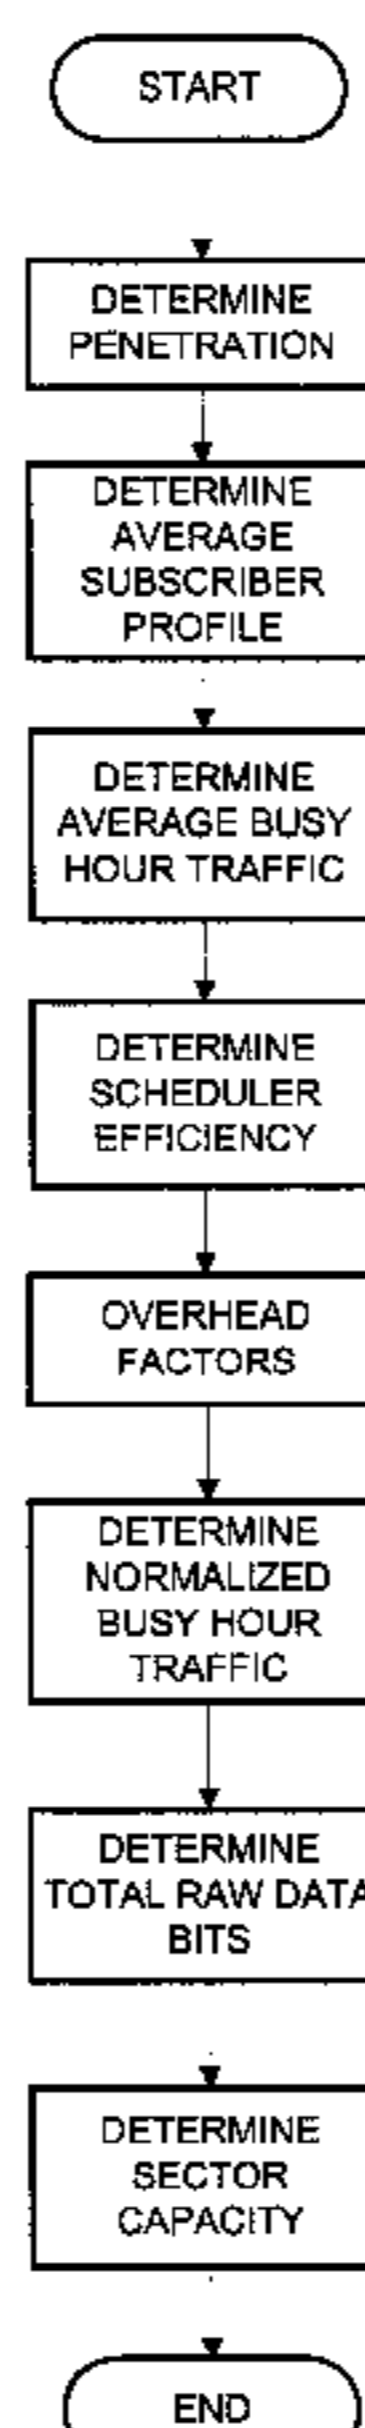 START
DETERMINE
PENETRATION
DETERMINE
AVERAGE
SUBSCRIBER
PROFILE
DETERMINE
AVERAGE BUSY
HOUR TRAFFIC
DETERMINE
SCHEDULER
EFFICIENCY
OVERHEAD
FACTORS
DETERMINE
NORMALIZED
BUSY HOUR
TRAFFIC
DETERMINE
TOTAL RAW DATA
BITS
DETERMINE
SECTOR
CAPACITY
END